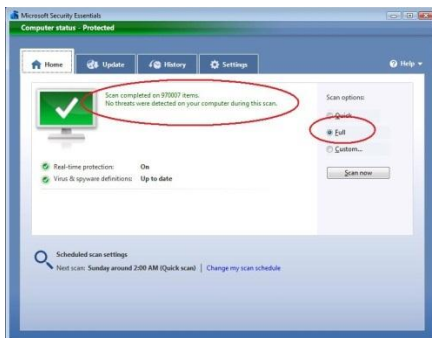 Microsoft Security Essentials
Computer status - Protected
Home
Update
History
Settings
Help
Scan completed on 970007 items.
No threats were detected on your computer during this scan.
Scan options:
Quick
Full
Custom...
Scan now
Real-time protection: On
Virus & spyware definitions: Up to date
Scheduled scan settings
Next scan: Sunday around 2:00 AM (Quick scan) | Change my scan schedule